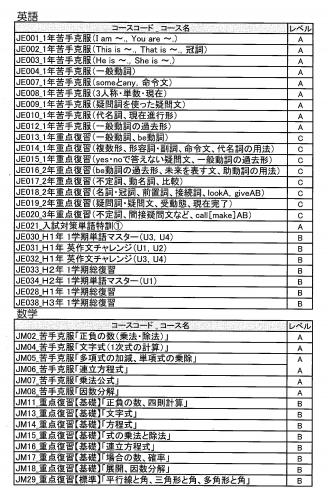 英語
コースコード_コース名 レベル
JE001_1年苦手克服(I am ～., You are ～.) A
JE002_1年苦手克服(This is ～., That is ～., 冠詞) A
JE003_1年苦手克服(He is ～., She is ～.) A
JE004_1年苦手克服(一般動詞) A
JE007_1年苦手克服(someとany, 命令文) A
JE008_1年苦手克服(3人称・単数・現在) A
JE009_1年苦手克服(疑問詞を使った疑問文) A
JE010_1年苦手克服(代名詞、現在進行形) A
JE012_1年苦手克服(一般動詞の過去形) A
JE013_1年重点復習(一般動詞、be動詞) C
JE014_1年重点復習(複数形、形容詞・副詞、命令文、代名詞の用法) C
JE015_1年重点復習(yes・noで答えない疑問文、一般動詞の過去形) C
JE016_2年重点復習(be動詞の過去形、未来を表す文、助動詞の用法) C
JE017_2年重点復習(不定詞、動名詞、比較) C
JE018_2年重点復習(名詞・冠詞、前置詞、接続詞、lookA, giveAB) C
JE019_2年重点復習(疑問詞・疑問文、受動態、現在完了) C
JE020_3年重点復習(不定詞、間接疑問文など、call[make]AB) C
JE021_入試対策単語特訓① A
JE030_H1年 1学期単語マスター(U3, U4) B
JE031_H1年 英作文チャレンジ(U1, U2) B
JE032_H1年 英作文チャレンジ(U3, U4) B
JE033_H2年 1学期総復習 B
JE034_H2年 1学期単語マスター(U1) B
JE028_H1年 1学期総復習 B
JE038_H3年 1学期総復習 B
数学
コースコード_コース名 レベル
JM02_苦手克服「正負の数(乗法・除法)」 A
JM04_苦手克服「文字式(1次式の計算)」 A
JM05_苦手克服「多項式の加減、単項式の乗除」 A
JM06_苦手克服「連立方程式」 A
JM07_苦手克服「乗法公式」 A
JM08_苦手克服「因数分解」 A
JM11_重点復習【基礎】「正負の数、四則計算」 B
JM13_重点復習【基礎】「文字式」 B
JM14_重点復習【基礎】「方程式」 B
JM15_重点復習【基礎】「式の乗法と除法」 B
JM16_重点復習【基礎】「連立方程式」 B
JM17_重点復習【基礎】「場合の数、確率」 B
JM18_重点復習【基礎】「展開、因数分解」 B
JM29_重点復習【標準】「平行線と角、三角形と角、多角形と角」 B